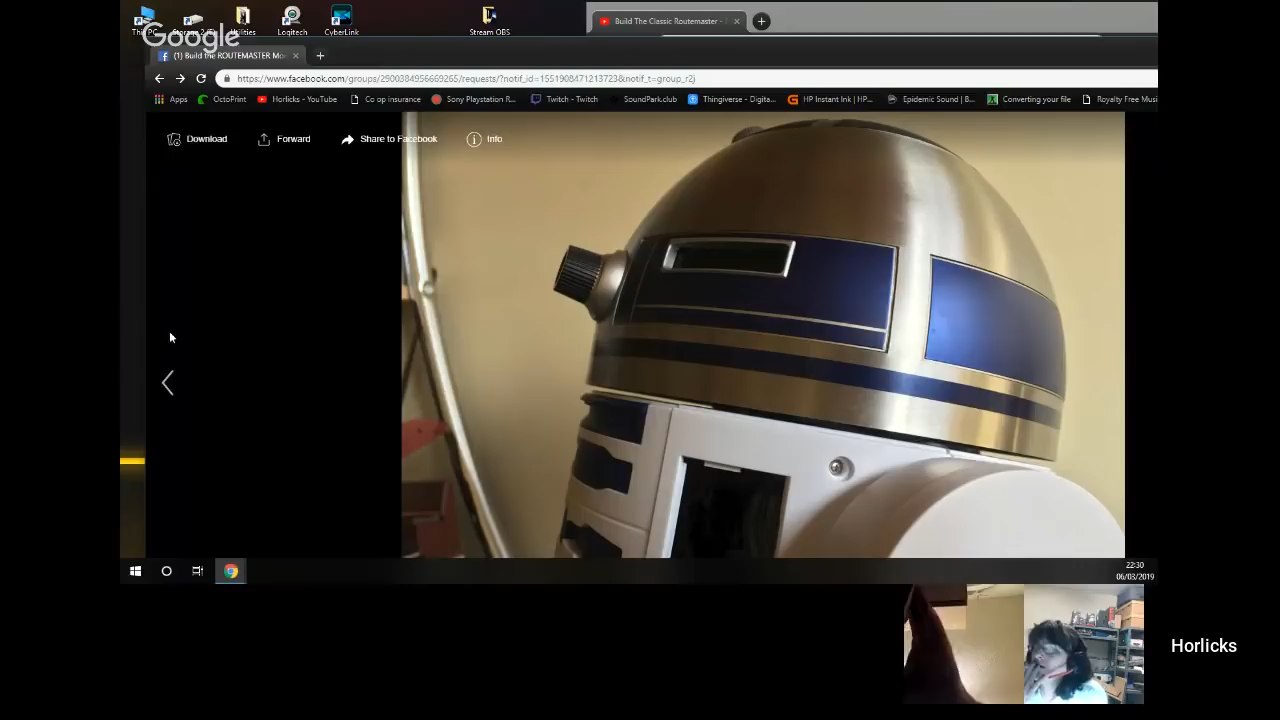 This PC
Storage 2
Utilities
Logitech
CyberLink
Stream OBS
Build The Classic Routemaster -
Google
(1) Build the ROUTEMASTER Mo
https://www.facebook.com/groups/2900384956669265/requests/?notif_id=1551908471213723&notif_t=group_r2j
Apps
OctoPrint
Horlicks - YouTube
Co op insurance
Sony Playstation R...
Twitch - Twitch
SoundPark.club
Thingiverse - Digita...
HP Instant Ink | HP...
Epidemic Sound | B...
Converting your file
Royalty Free Musi
Download
Forward
Share to Facebook
Info
22:30
06/03/2019
Horlicks